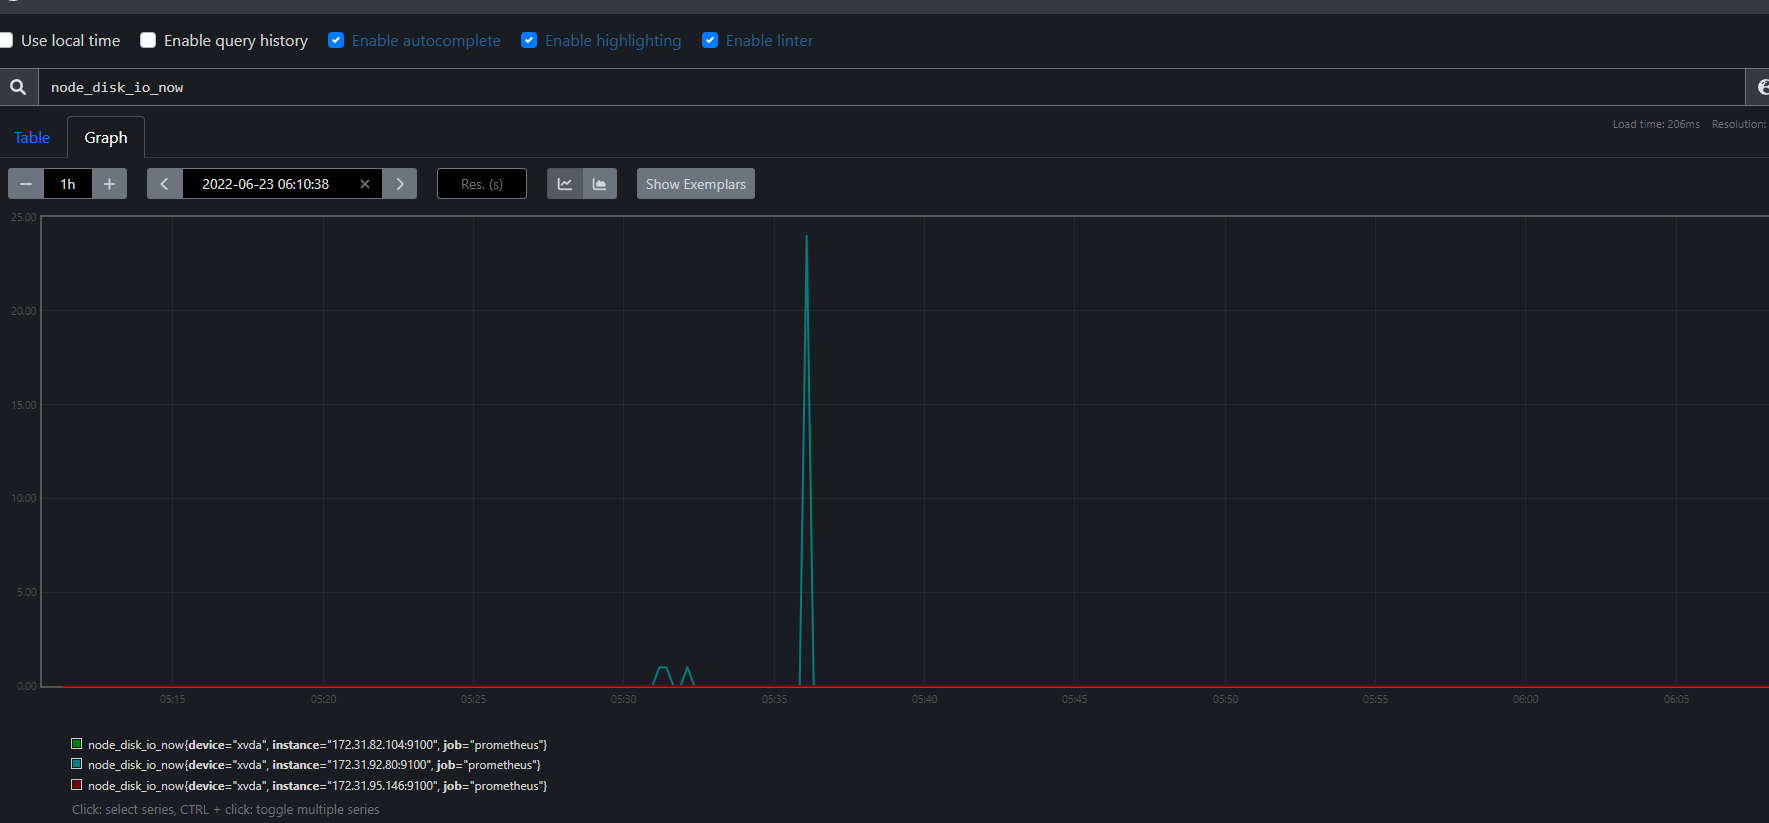 Use local time Enable query history Enable autocomplete Enable highlighting Enable linter
node_disk_io_now
Table Graph Load time: 206ms Resolution:
− 1h + 2022-06-23 06:10:38 × Res. (s) Show Exemplars
25.00
20.00
15.00
10.00
5.00
0.00
05:15 05:20 05:25 05:30 05:35 05:40 05:45 05:50 05:55 06:00 06:05
node_disk_io_now{device="xvda", instance="172.31.82.104:9100", job="prometheus"}
node_disk_io_now{device="xvda", instance="172.31.92.80:9100", job="prometheus"}
node_disk_io_now{device="xvda", instance="172.31.95.146:9100", job="prometheus"}
Click: select series, CTRL + click: toggle multiple series